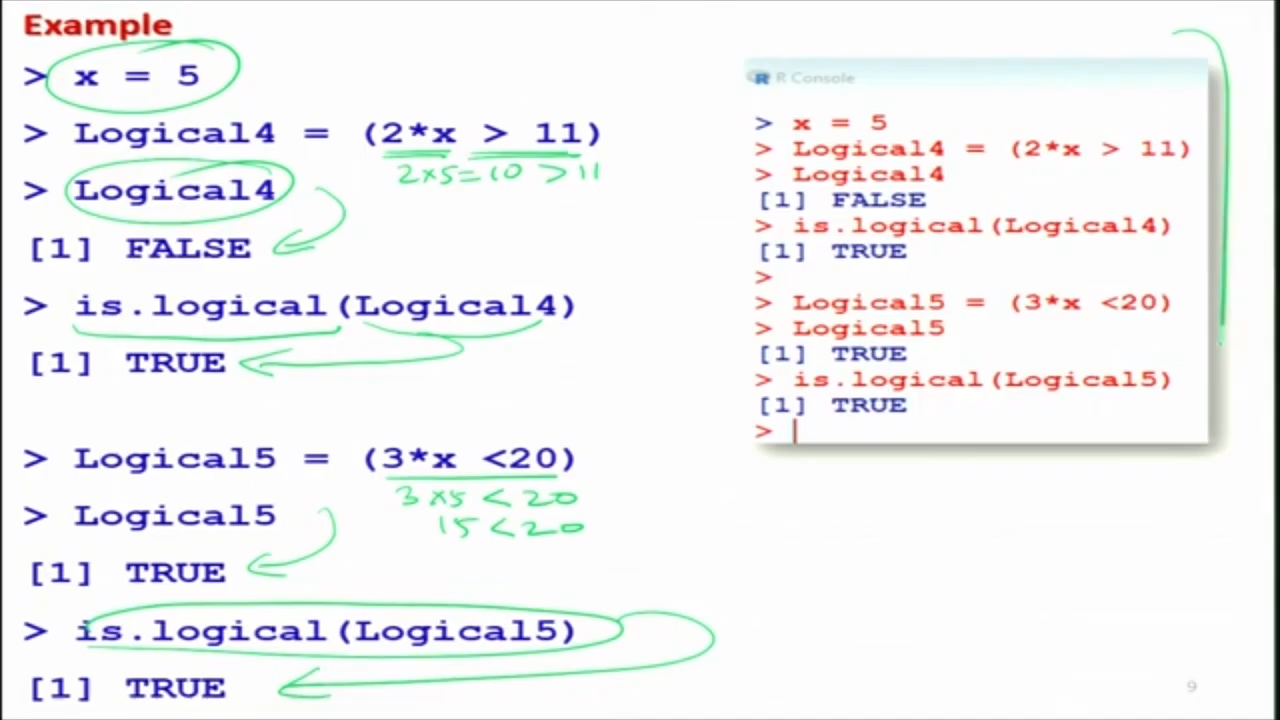 Example
> x = 5
> Logical4 = (2*x > 11)
2x5=10 >11
> Logical4
[1] FALSE
> is.logical(Logical4)
[1] TRUE
> Logical5 = (3*x <20)
3x5 < 20
15 < 20
> Logical5
[1] TRUE
> is.logical(Logical5)
[1] TRUE
R R Console
> x = 5
> Logical4 = (2*x > 11)
> Logical4
[1] FALSE
> is.logical(Logical4)
[1] TRUE
>
> Logical5 = (3*x <20)
> Logical5
[1] TRUE
> is.logical(Logical5)
[1] TRUE
>
9